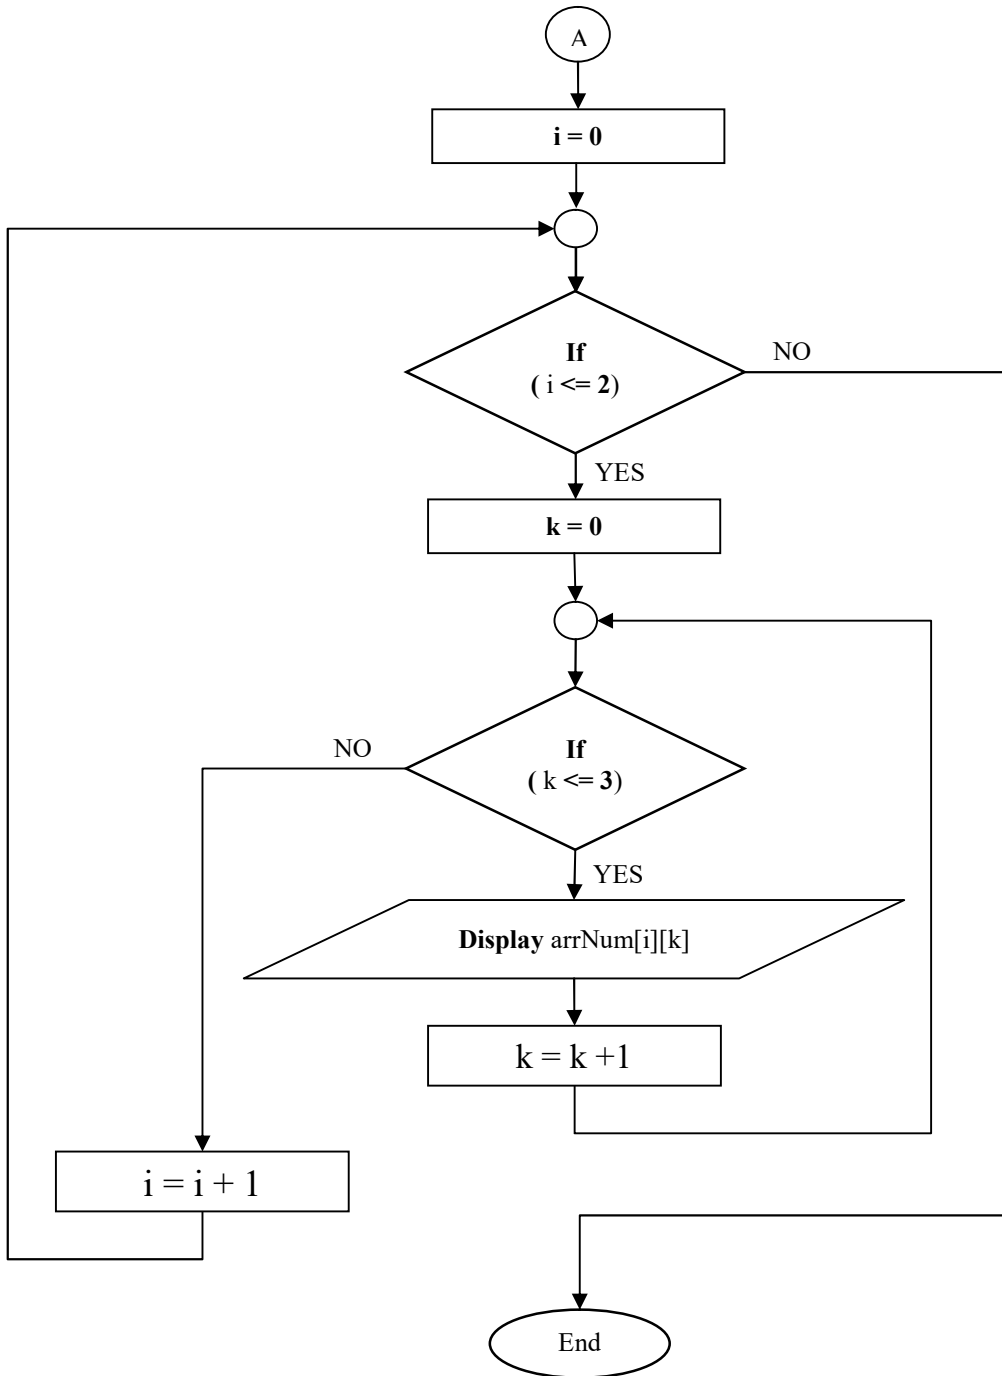 A
i = 0
If
( i <= 2)
NO
YES
k = 0
If
( k <= 3)
NO
YES
Display arrNum[i][k]
k = k +1
i = i + 1
End